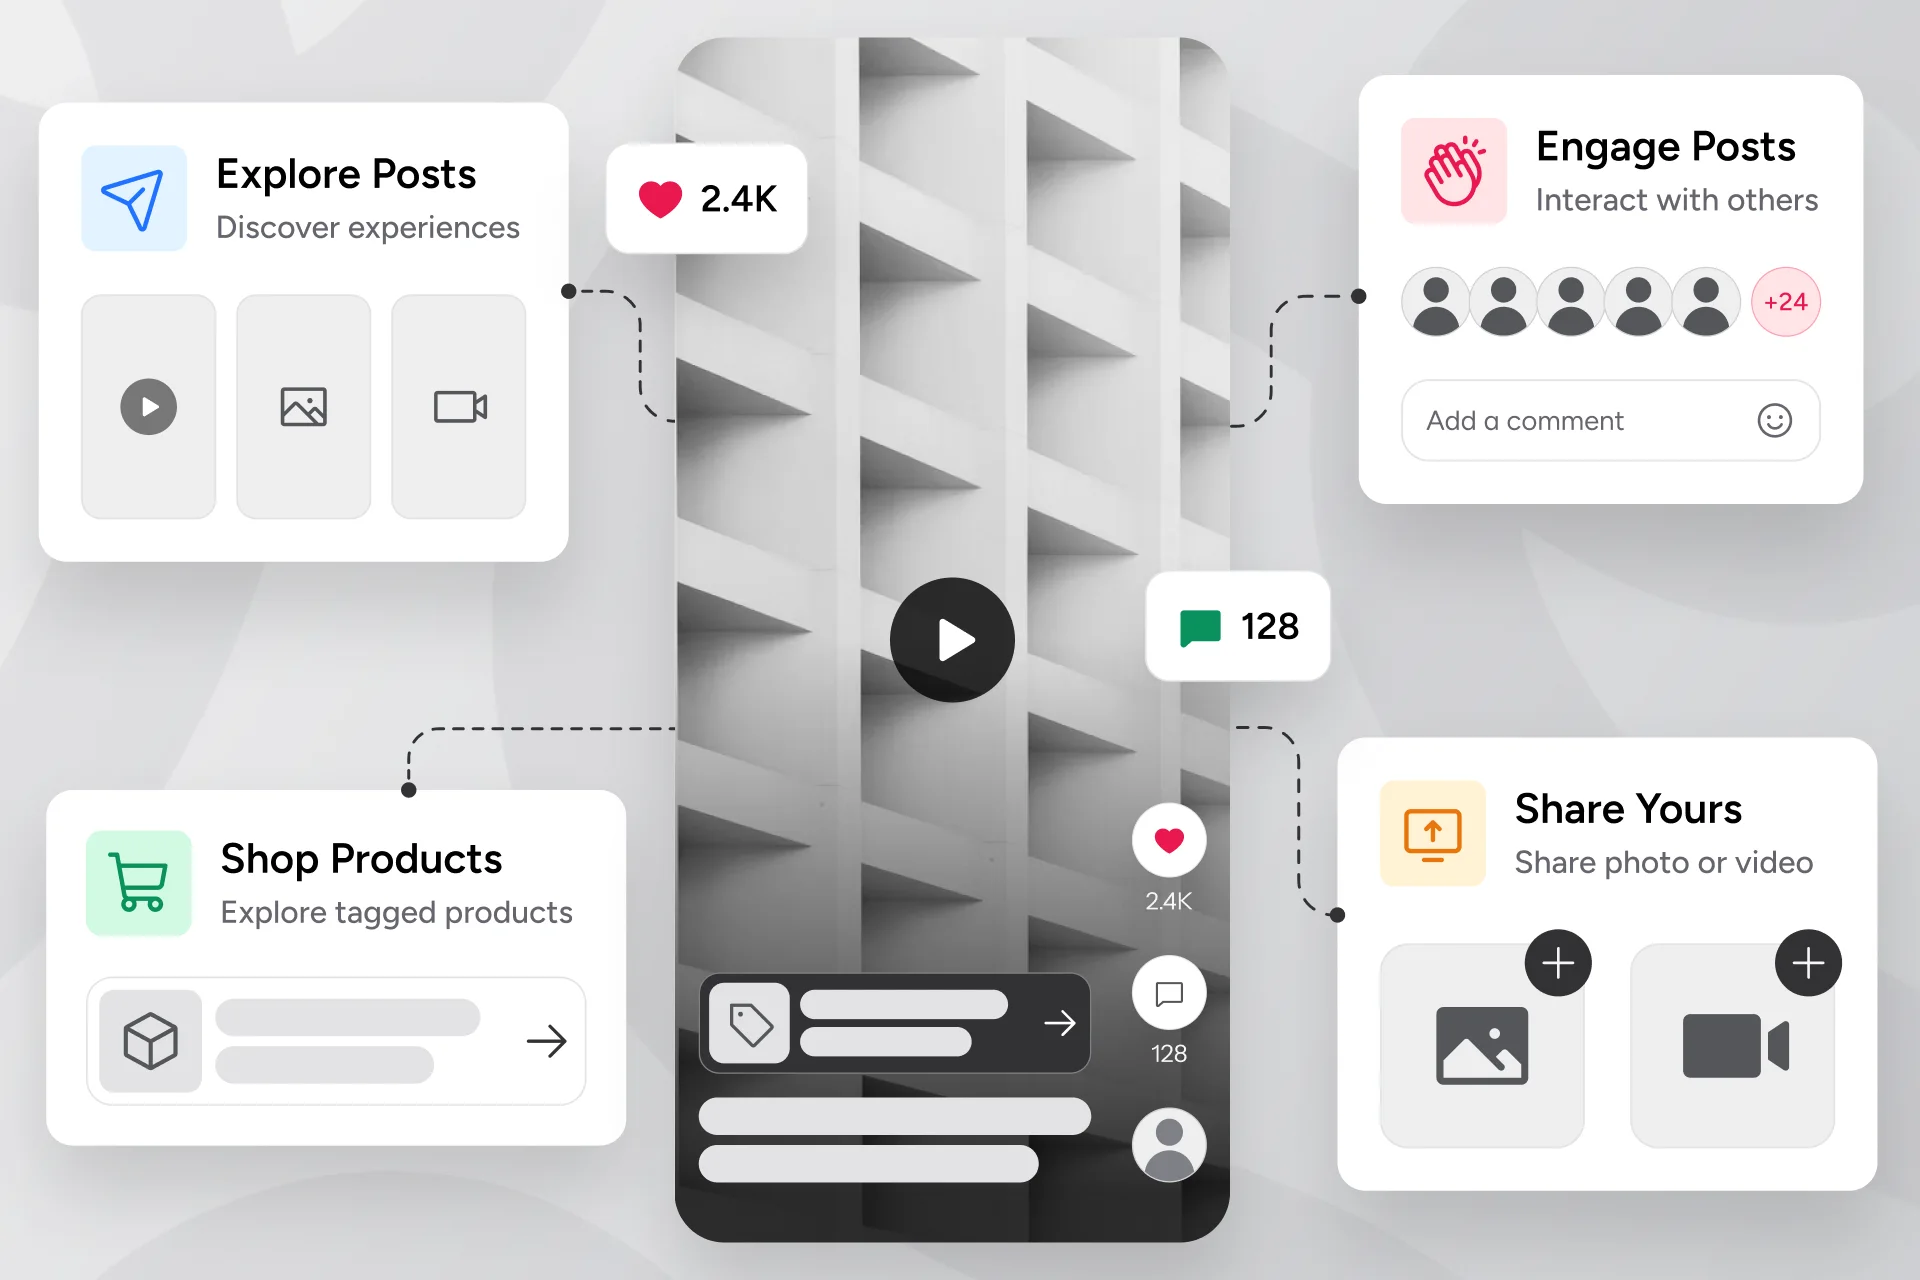 Explore Posts
Discover experiences
2.4K
Engage Posts
Interact with others
+24
Add a comment
128
Shop Products
Explore tagged products
2.4K
128
Share Yours
Share photo or video